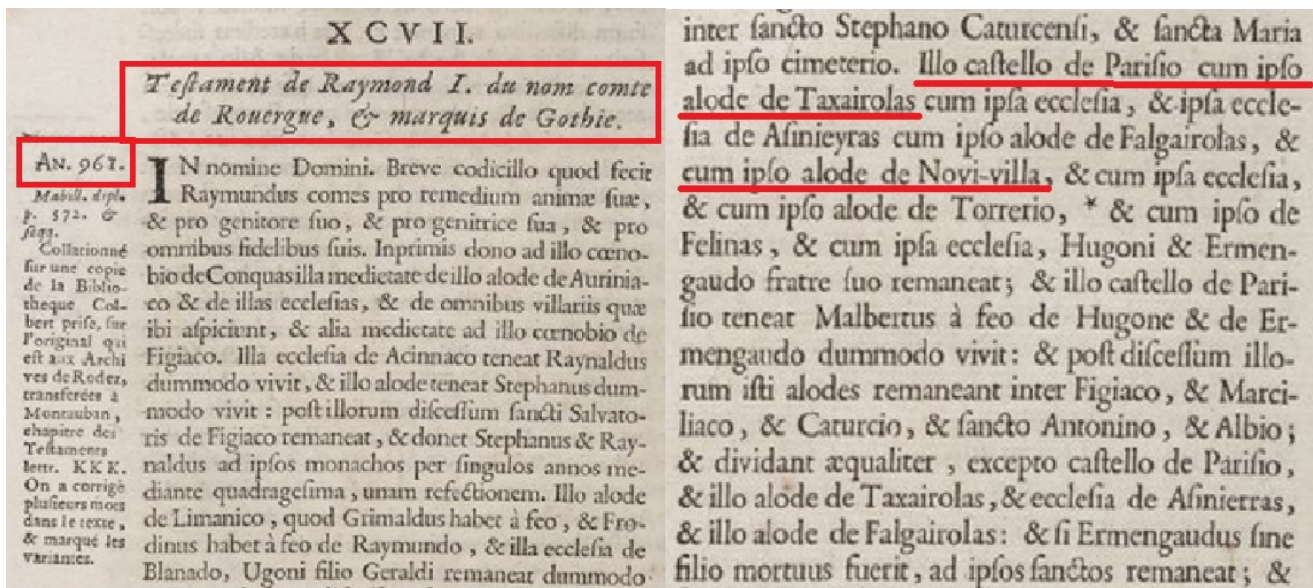 XCVII.
Teſtament de Raymond I. du nom comte
de Rouergue, & marquis de Gothie.
AN. 961.
Mabill. dipl.
p. 572. &
ſeqq.
Collationné
ſur une copie
de la Biblio-
theque Col-
bert priſe, ſur
l'original qui
eſt aux Archi
ves de Rodez,
transferées à
Montauban,
chapitre des
Teſtamens
lettr. KKK.
On a corrigé
pluſieurs mots
dans le texte,
& marqué les
variantes.
IN nomine Domini. Breve codicillo quod fecit
Raymundus comes pro remedium animæ ſuæ,
& pro genitore ſuo, & pro genitrice ſua, & pro
omnibus fidelibus ſuis. Inprimis dono ad illo cœno-
bio de Conquas illa medietate de illo alode de Aurinia-
co & de illas eccleſias, & de omnibus villariis quæ
ibi aſpiciunt, & alia medietate ad illo cœnobio de
Figiaco. Illa eccleſia de Acinnaco teneat Raynaldus
dummodo vivit, & illo alode teneat Stephanus dum-
modo vivit : poſt illorum diſceſſum ſancti Salvato-
ris de Figiaco remaneat, & donet Stephanus & Ray-
naldus ad ipſos monachos per ſingulos annos me-
diante quadrageſima, unam refectionem. Illo alode
de Limanico, quod Grimaldus habet à feo, & Fro-
dinus habet à feo de Raymundo, & illa eccleſia de
Blanado, Ugoni filio Geraldi remaneat dummodo
inter ſancto Stephano Caturcenſi, & ſancta Maria
ad ipſo cimeterio. Illo caſtello de Pariſio cum ipſo
alode de Taxairolas cum ipſa eccleſia, & ipſa eccle-
ſia de Aſinieyras cum ipſo alode de Falgairolas, &
cum ipſo alode de Novi-villa, & cum ipſa eccleſia,
& cum ipſo alode de Torrerio, * & cum ipſo de
Felinas, & cum ipſa eccleſia, Hugoni & Ermen-
gaudo fratre ſuo remaneat; & illo caſtello de Pari-
ſio teneat Malbertus à feo de Hugone & de Er-
mengaudo dummodo vivit: & poſt diſceſſum illo-
rum iſti alodes remaneant inter Figiaco, & Marci-
liaco, & Caturcio, & ſancto Antonino, & Albio;
& dividant æqualiter, excepto caſtello de Pariſio,
& illo alode de Taxairolas, & eccleſia de Aſinierras,
& illo alode de Falgairolas: & ſi Ermengaudus ſine
filio mortuus fuerit, ad ipſos ſanctos remaneat; &